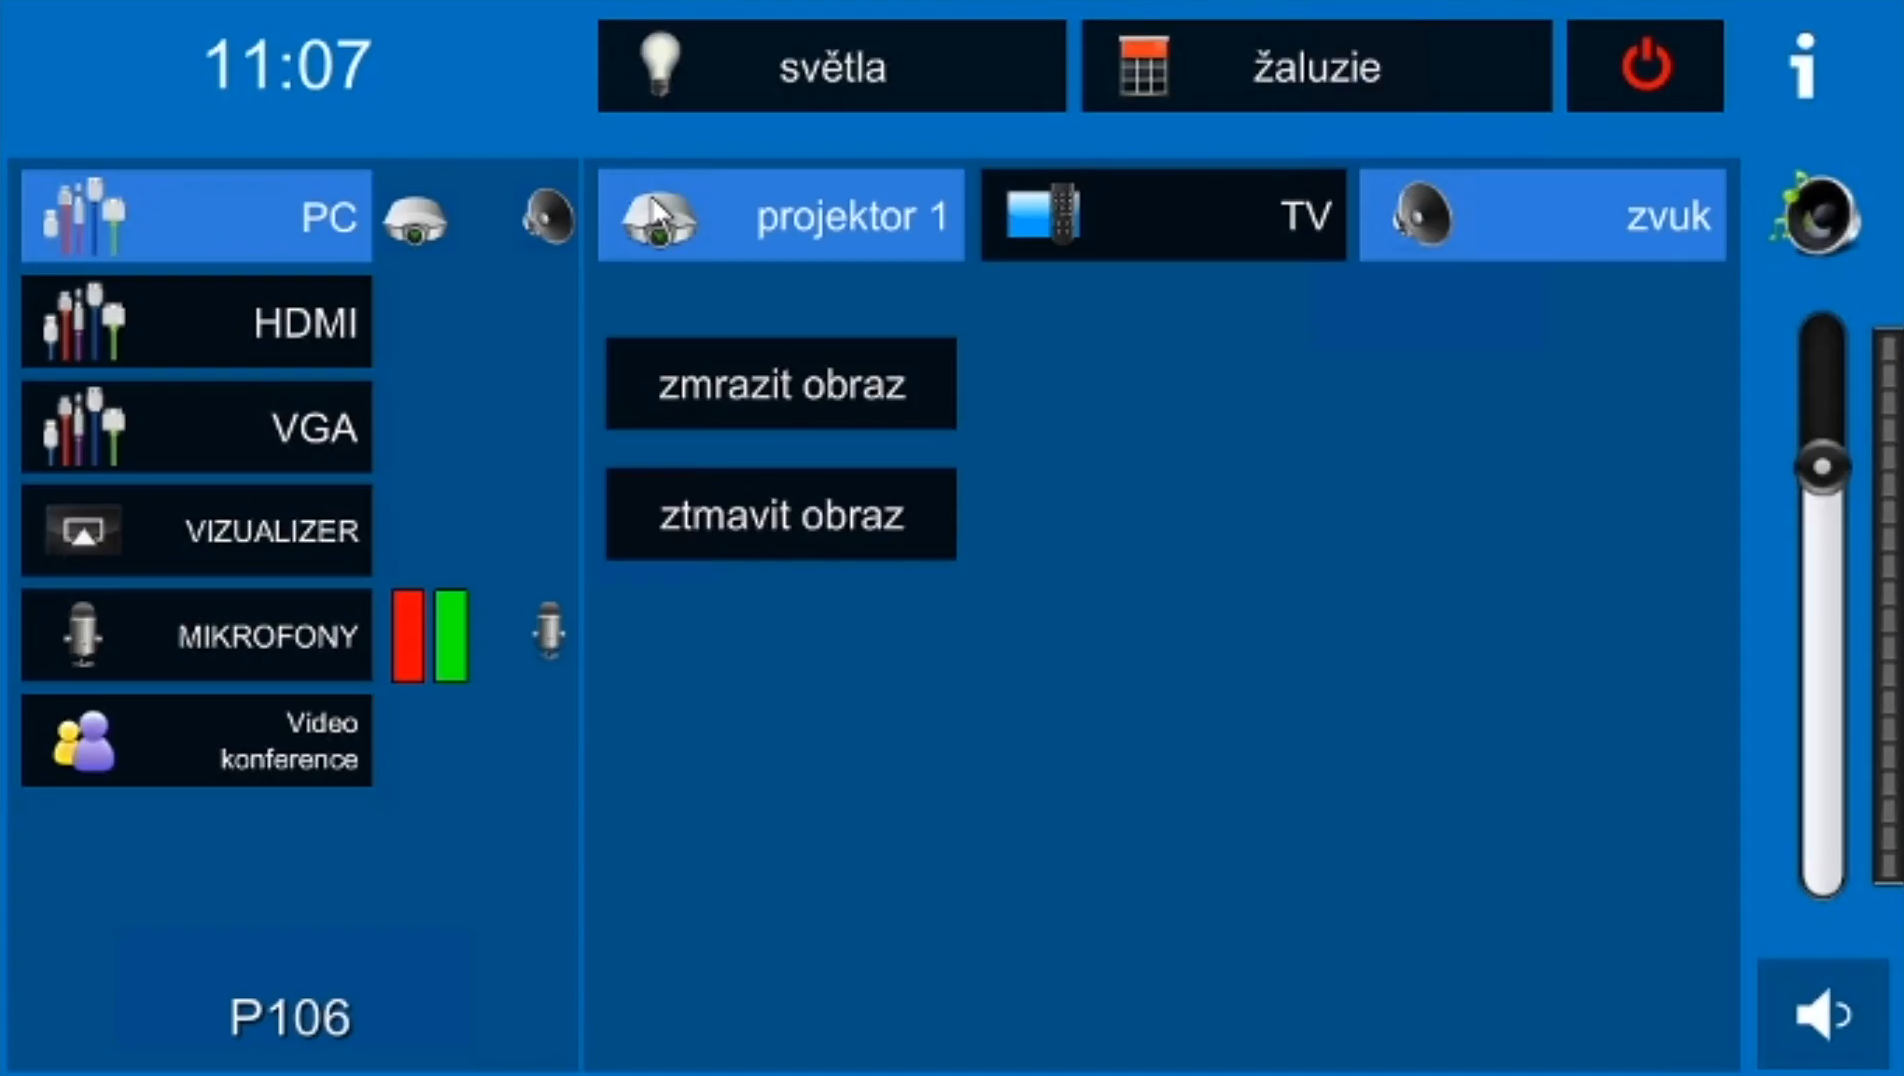 11:07
světla
žaluzie
PC
projektor 1
TV
zvuk
HDMI
zmrazit obraz
VGA
ztmavit obraz
VIZUALIZER
MIKROFONY
Video
konference
P106